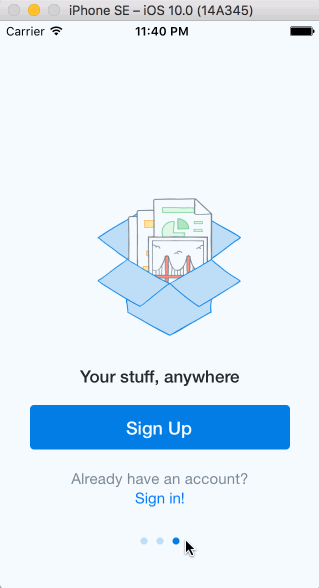 iPhone SE – iOS 10.0 (14A345)
Carrier 11:40 PM
Your stuff, anywhere
Sign Up
Already have an account?
Sign in!